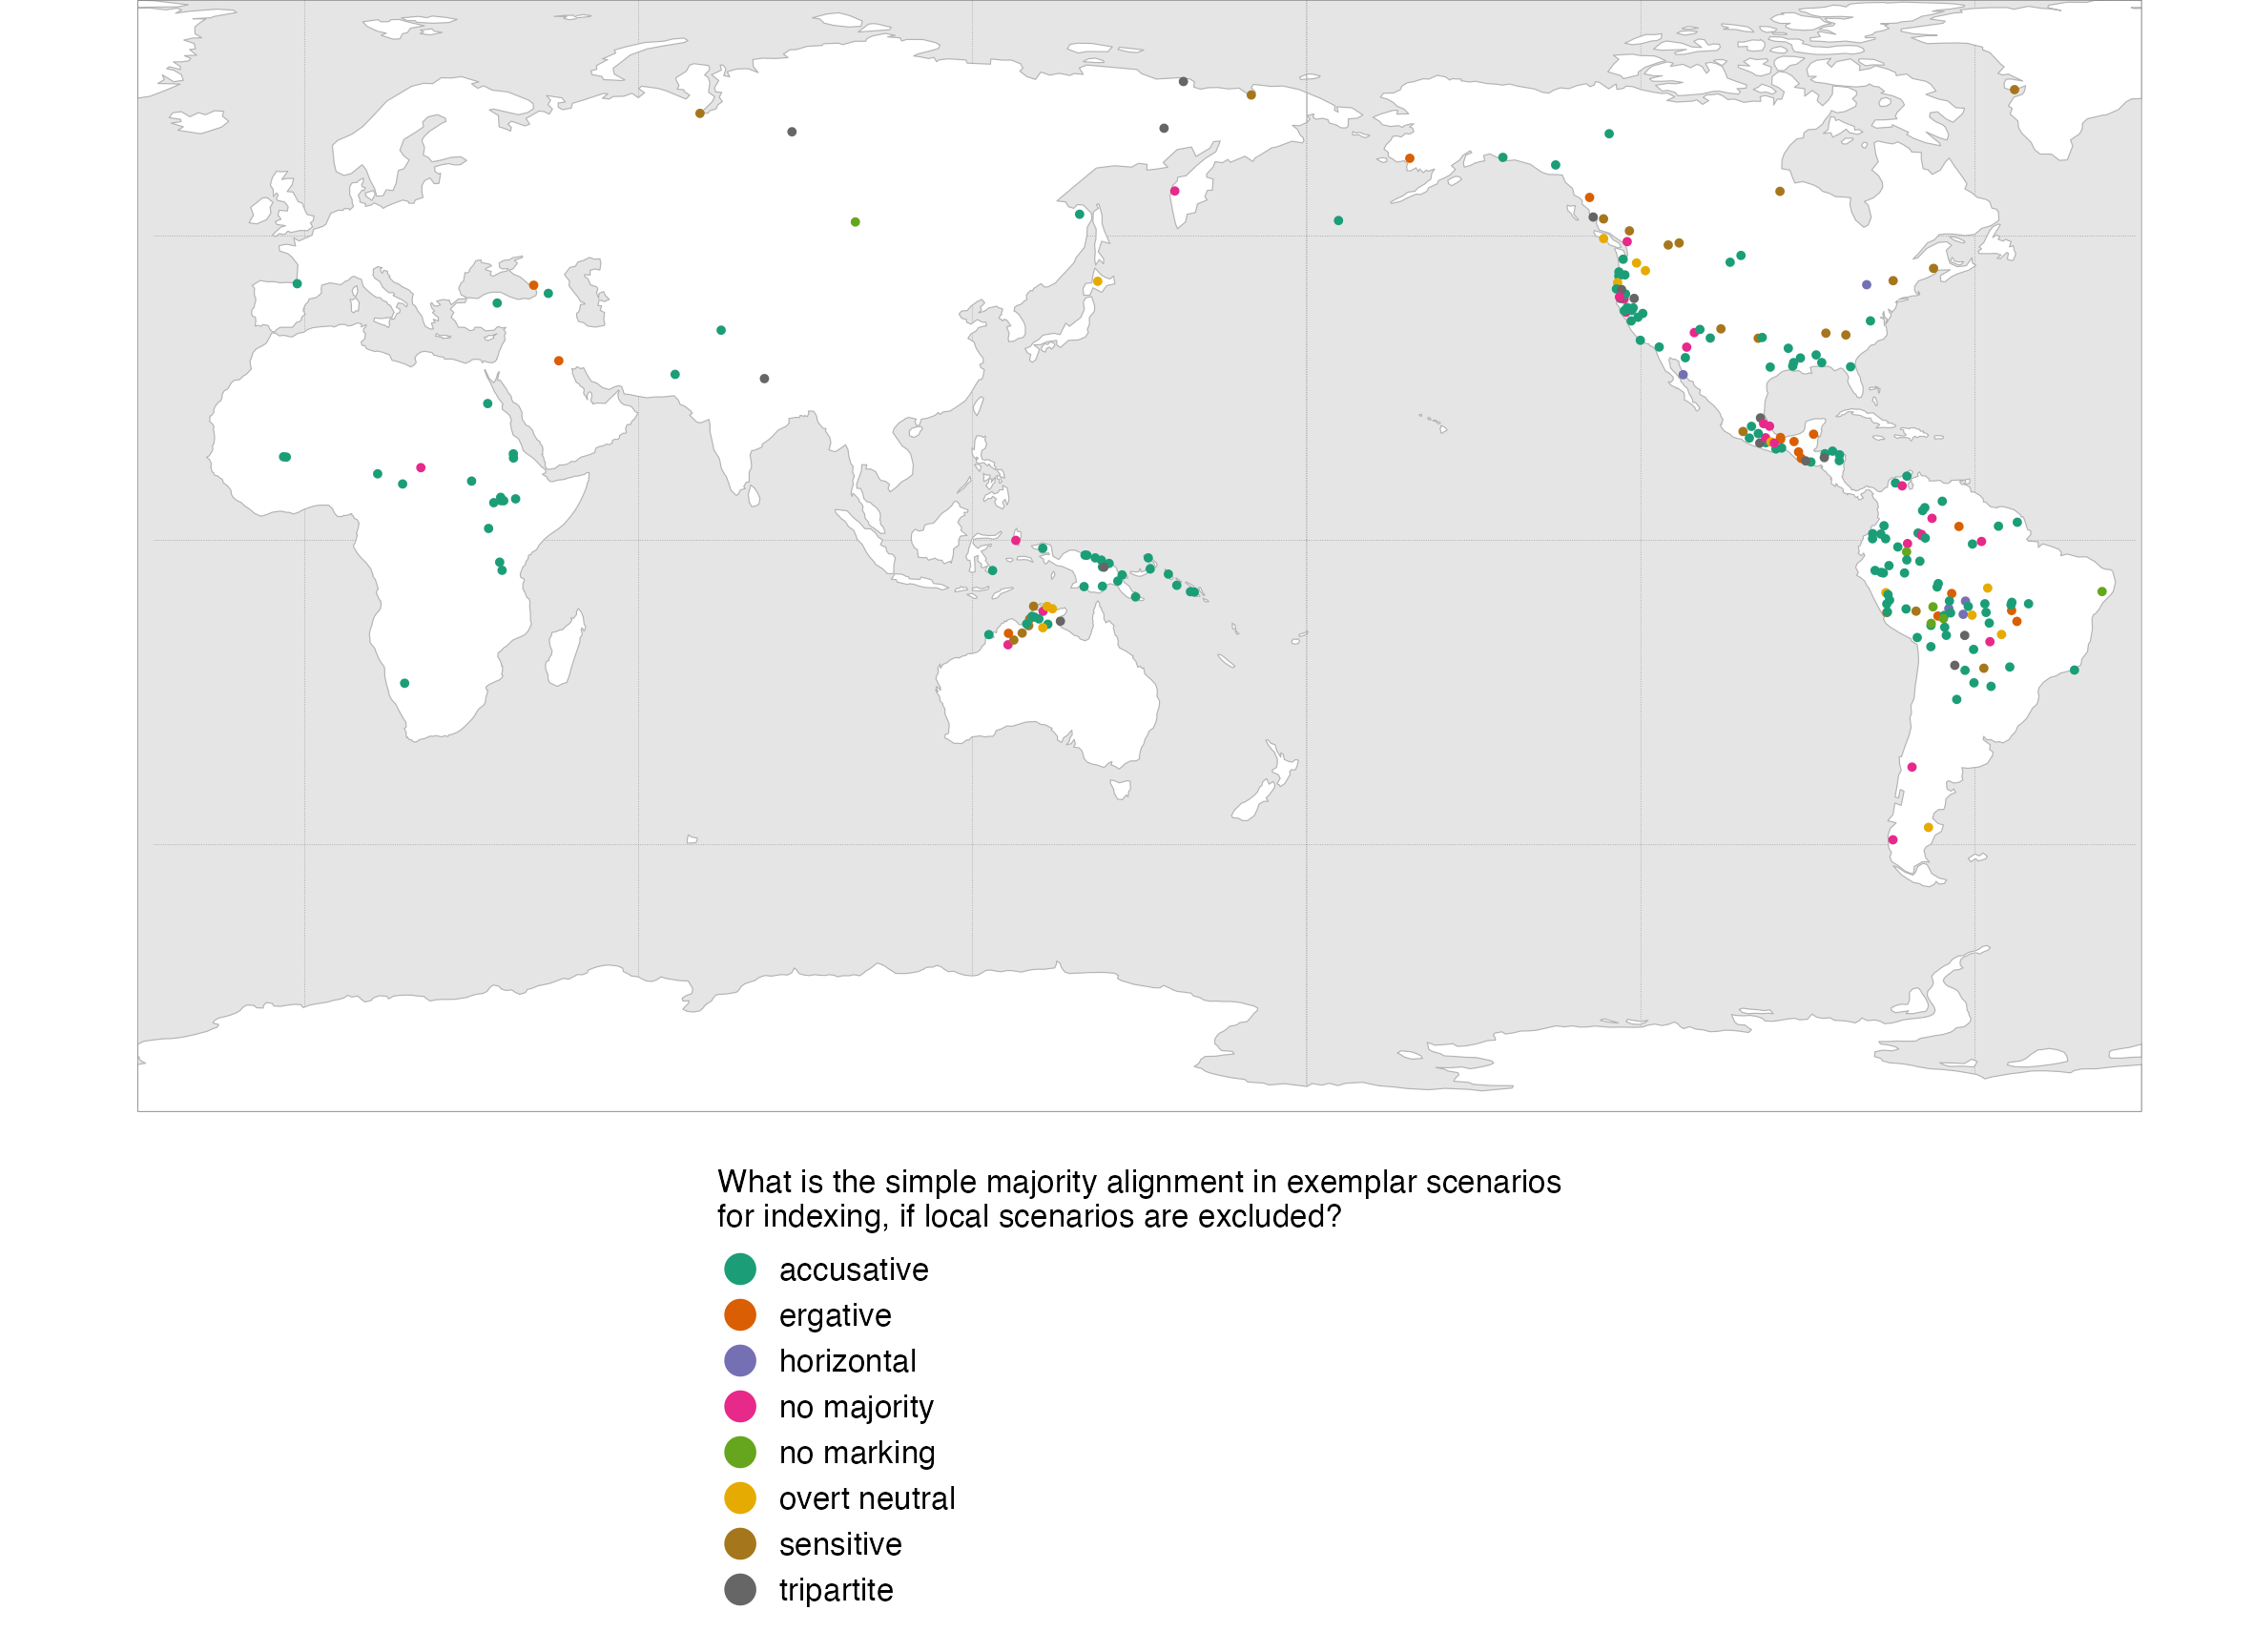 What is the simple majority alignment in exemplar scenarios
for indexing, if local scenarios are excluded?
accusative
ergative
horizontal
no majority
no marking
overt neutral
sensitive
tripartite